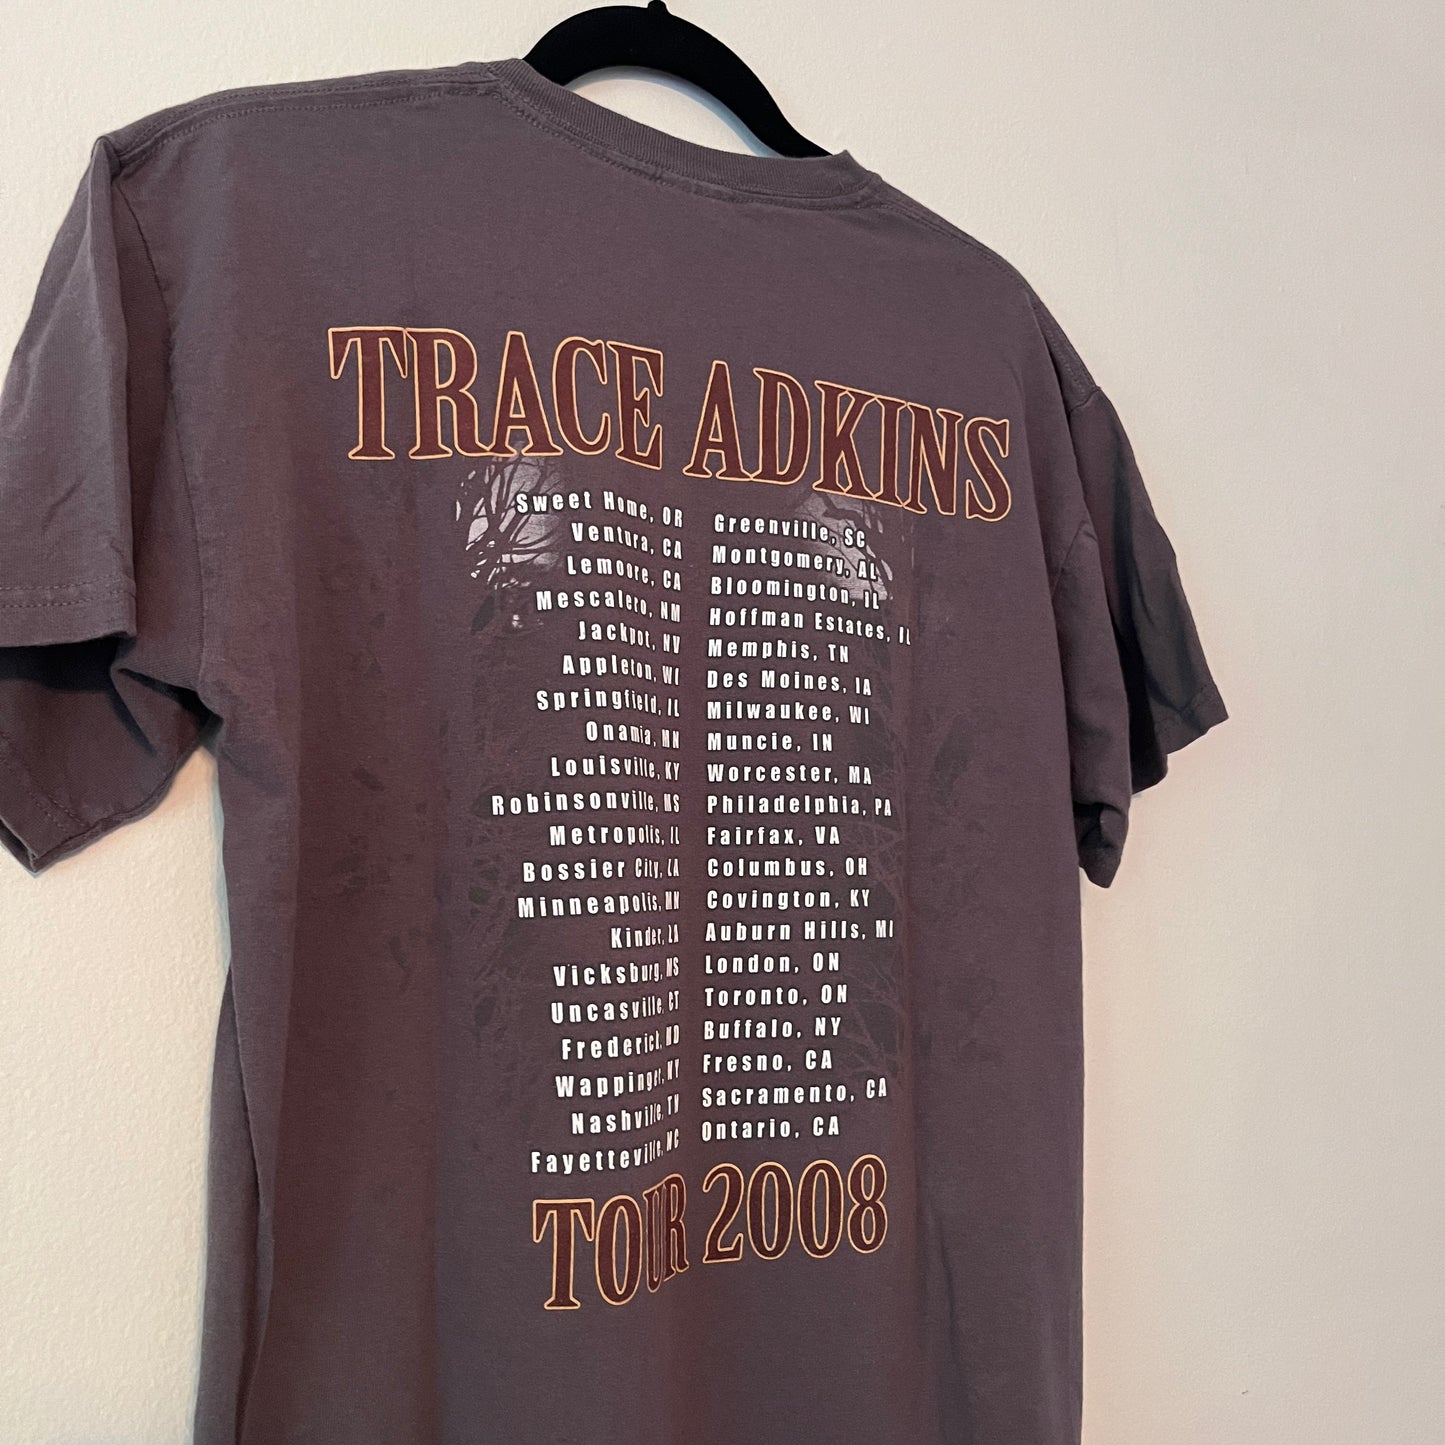 TRACE ADKINS
Sweet Home, OR
Ventura, CA
Lemoore, CA
Mescalero, NM
Jackpot, NV
Appleton, WI
Springfield, IL
Onamia, MN
Louisville, KY
Robinsonville, MS
Metropolis, IL
Bossier City, LA
Minneapolis, MN
Kinder, LA
Vicksburg, MS
Uncasville, CT
Frederick, MD
Wappinger, NY
Nashville, TN
Fayetteville, NC
Greenville, SC
Montgomery, AL
Bloomington, IL
Hoffman Estates, IL
Memphis, TN
Des Moines, IA
Milwaukee, WI
Muncie, IN
Worcester, MA
Philadelphia, PA
Fairfax, VA
Columbus, OH
Covington, KY
Auburn Hills, MI
London, ON
Toronto, ON
Buffalo, NY
Fresno, CA
Sacramento, CA
Ontario, CA
TOUR 2008